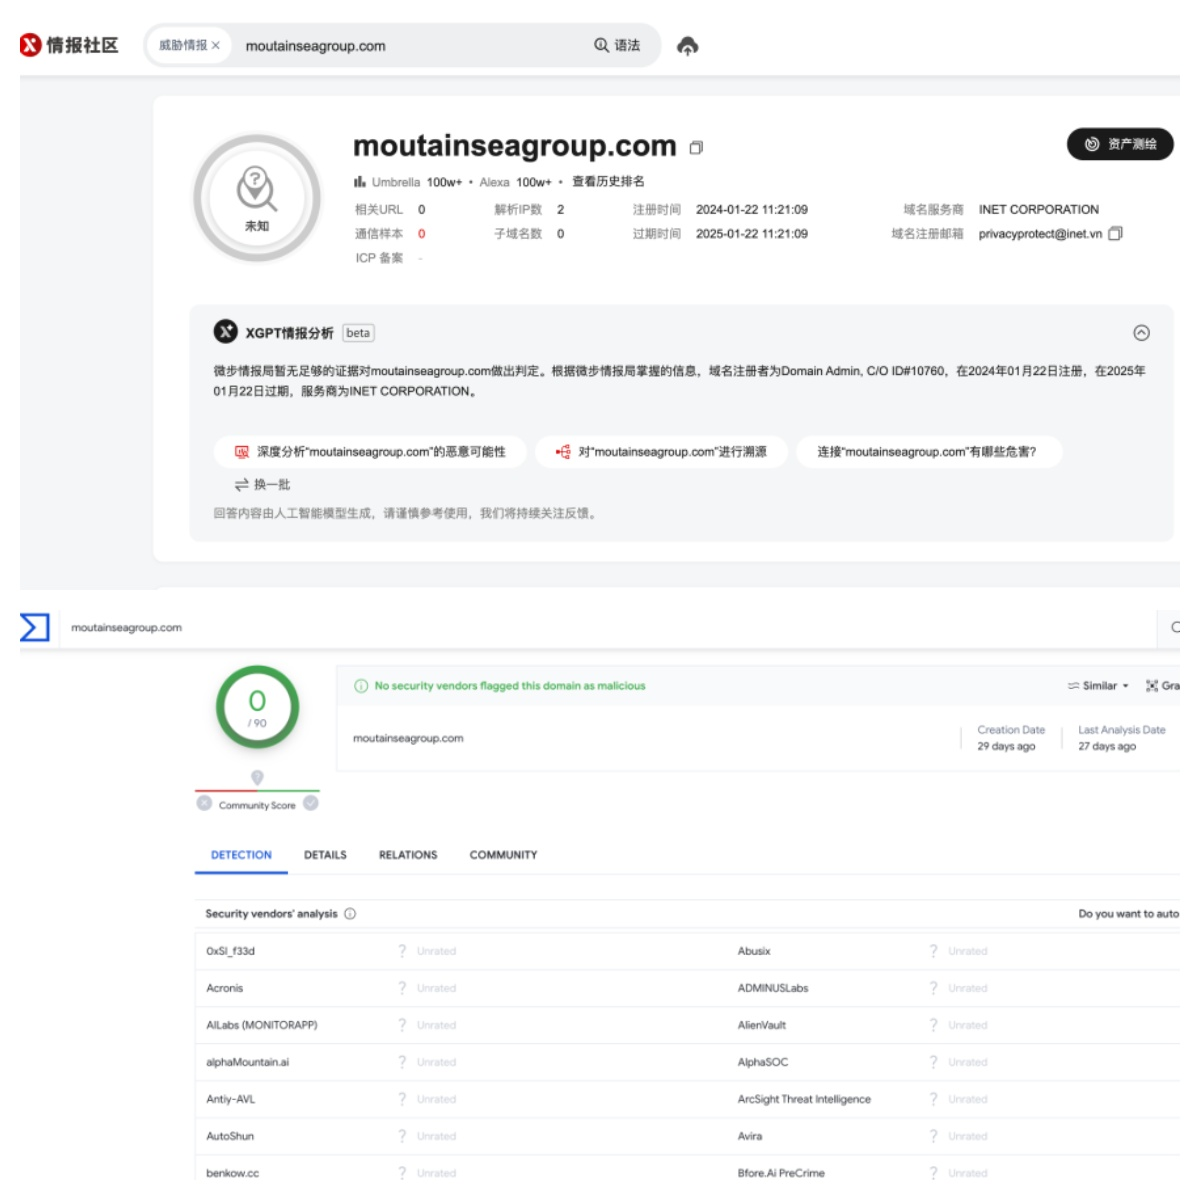 情报社区 威胁情报 × moutainseagroup.com 语法
moutainseagroup.com
资产测绘
未知
Umbrella 100w+ • Alexa 100w+ • 查看历史排名
相关URL 0 解析IP数 2 注册时间 2024-01-22 11:21:09 域名服务商 INET CORPORATION
通信样本 0 子域名数 0 过期时间 2025-01-22 11:21:09 域名注册邮箱 privacyprotect@inet.vn
ICP 备案 -
XGPT情报分析 beta
微步情报局暂无足够的证据对moutainseagroup.com做出判定。根据微步情报局掌握的信息，域名注册者为Domain Admin, C/O ID#10760，在2024年01月22日注册，在2025年
01月22日过期，服务商为INET CORPORATION。
深度分析“moutainseagroup.com”的恶意可能性 对“moutainseagroup.com”进行溯源 连接“moutainseagroup.com”有哪些危害?
换一批
回答内容由人工智能模型生成，请谨慎参考使用，我们将持续关注反馈。
moutainseagroup.com
0
/ 90
No security vendors flagged this domain as malicious
Similar Gra
moutainseagroup.com
Creation Date Last Analysis Date
29 days ago 27 days ago
Community Score
DETECTION DETAILS RELATIONS COMMUNITY
Security vendors' analysis Do you want to auto
0xSI_f33d ? Unrated Abusix ? Unrated
Acronis ? Unrated ADMINUSLabs ? Unrated
AILabs (MONITORAPP) ? Unrated AlienVault ? Unrated
alphaMountain.ai ? Unrated AlphaSOC ? Unrated
Antiy-AVL ? Unrated ArcSight Threat Intelligence ? Unrated
AutoShun ? Unrated Avira ? Unrated
benkow.cc ? Unrated Bfore.Ai PreCrime ? Unrated